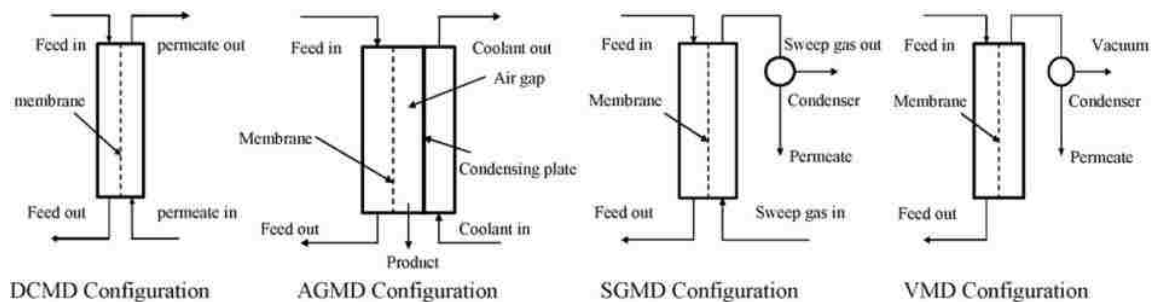 Feed in
permeate out
membrane
Feed out
permeate in
DCMD Configuration
Feed in
Coolant out
Air gap
Membrane
Condensing plate
Feed out
Coolant in
Product
AGMD Configuration
Feed in
Sweep gas out
Membrane
Condenser
Permeate
Feed out
Sweep gas in
SGMD Configuration
Feed in
Vacuum
Membrane
Condenser
Permeate
Feed out
VMD Configuration